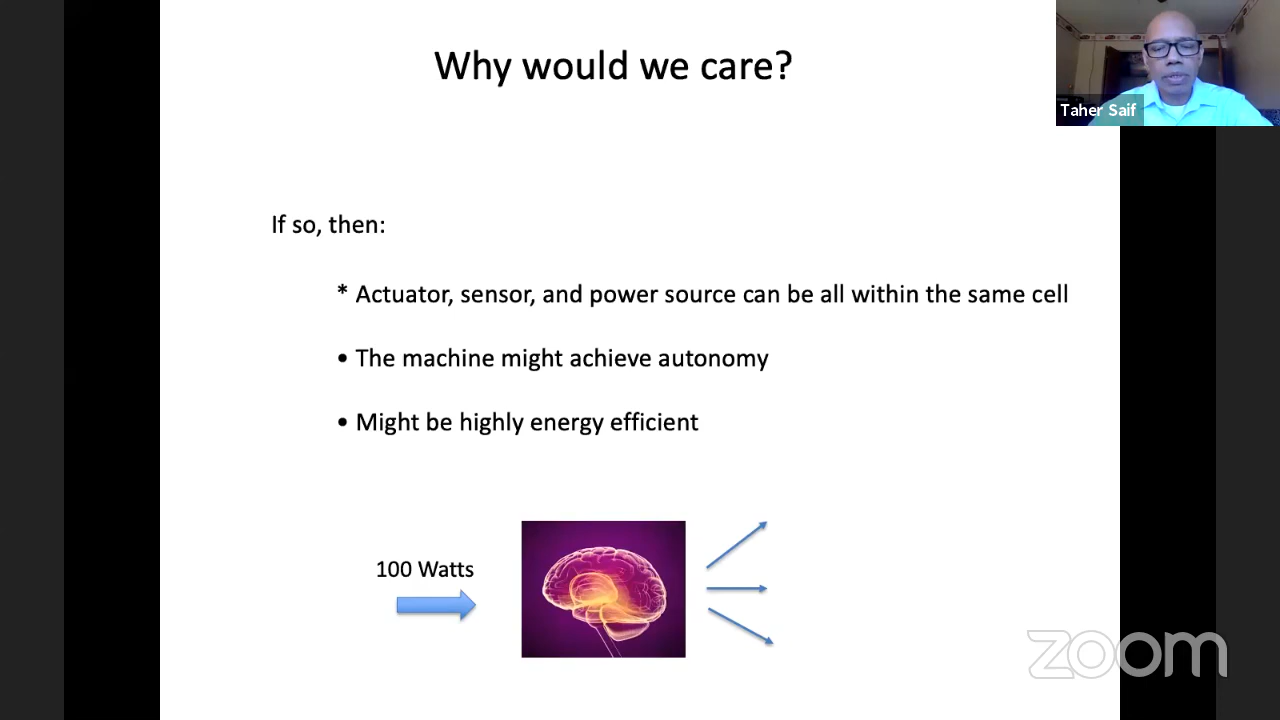 Why would we care?
Taher Saif
If so, then:
* Actuator, sensor, and power source can be all within the same cell
• The machine might achieve autonomy
• Might be highly energy efficient
100 Watts
zoom